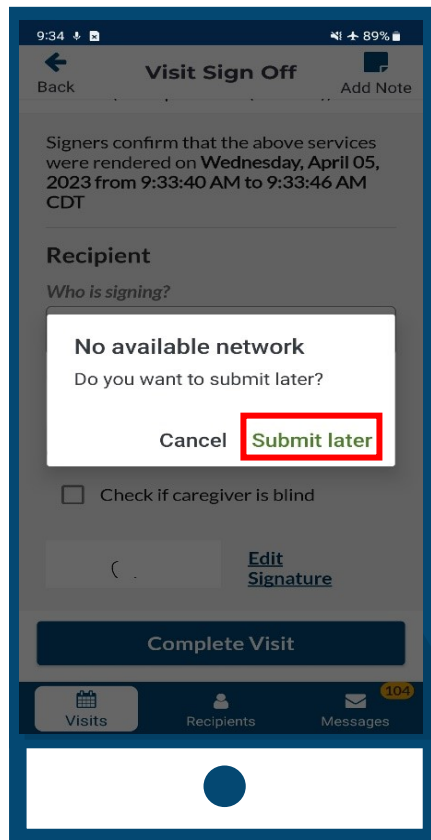 9:34 89%
Back Visit Sign Off Add Note
Signers confirm that the above services
were rendered on Wednesday, April 05,
2023 from 9:33:40 AM to 9:33:46 AM
CDT
Recipient
Who is signing?
No available network
Do you want to submit later?
Cancel Submit later
Check if caregiver is blind
Edit
Signature
Complete Visit
104
Visits Recipients Messages